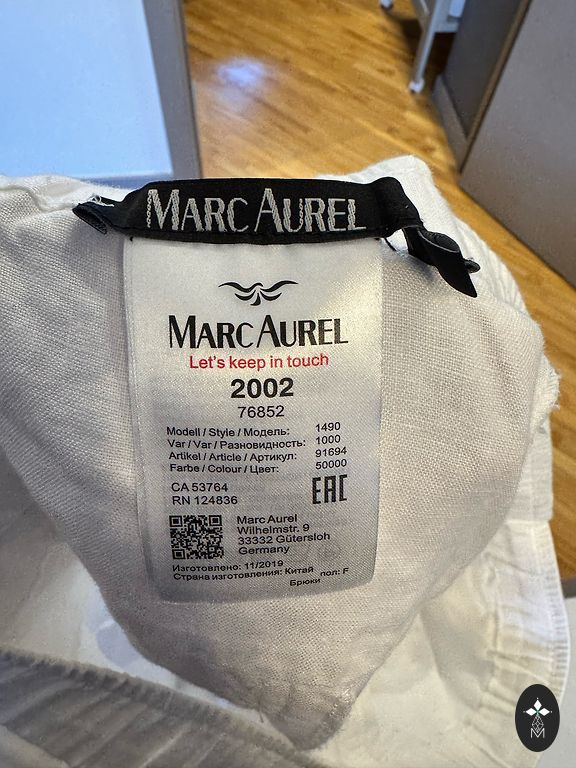 MARC AUREL
MARC AUREL
Let's keep in touch
2002
76852
Modell / Style / Модель: 1490
Var / Var / Разновидность: 1000
Artikel / Article / Артикул: 91694
Farbe / Colour / Цвет: 50000
CA 53764
RN 124836
EAC
Marc Aurel
Wilhelmstr. 9
33332 Gütersloh
Germany
Изготовлено: 11/2019
Страна изготовления: Китай пол: F
Брюки
M